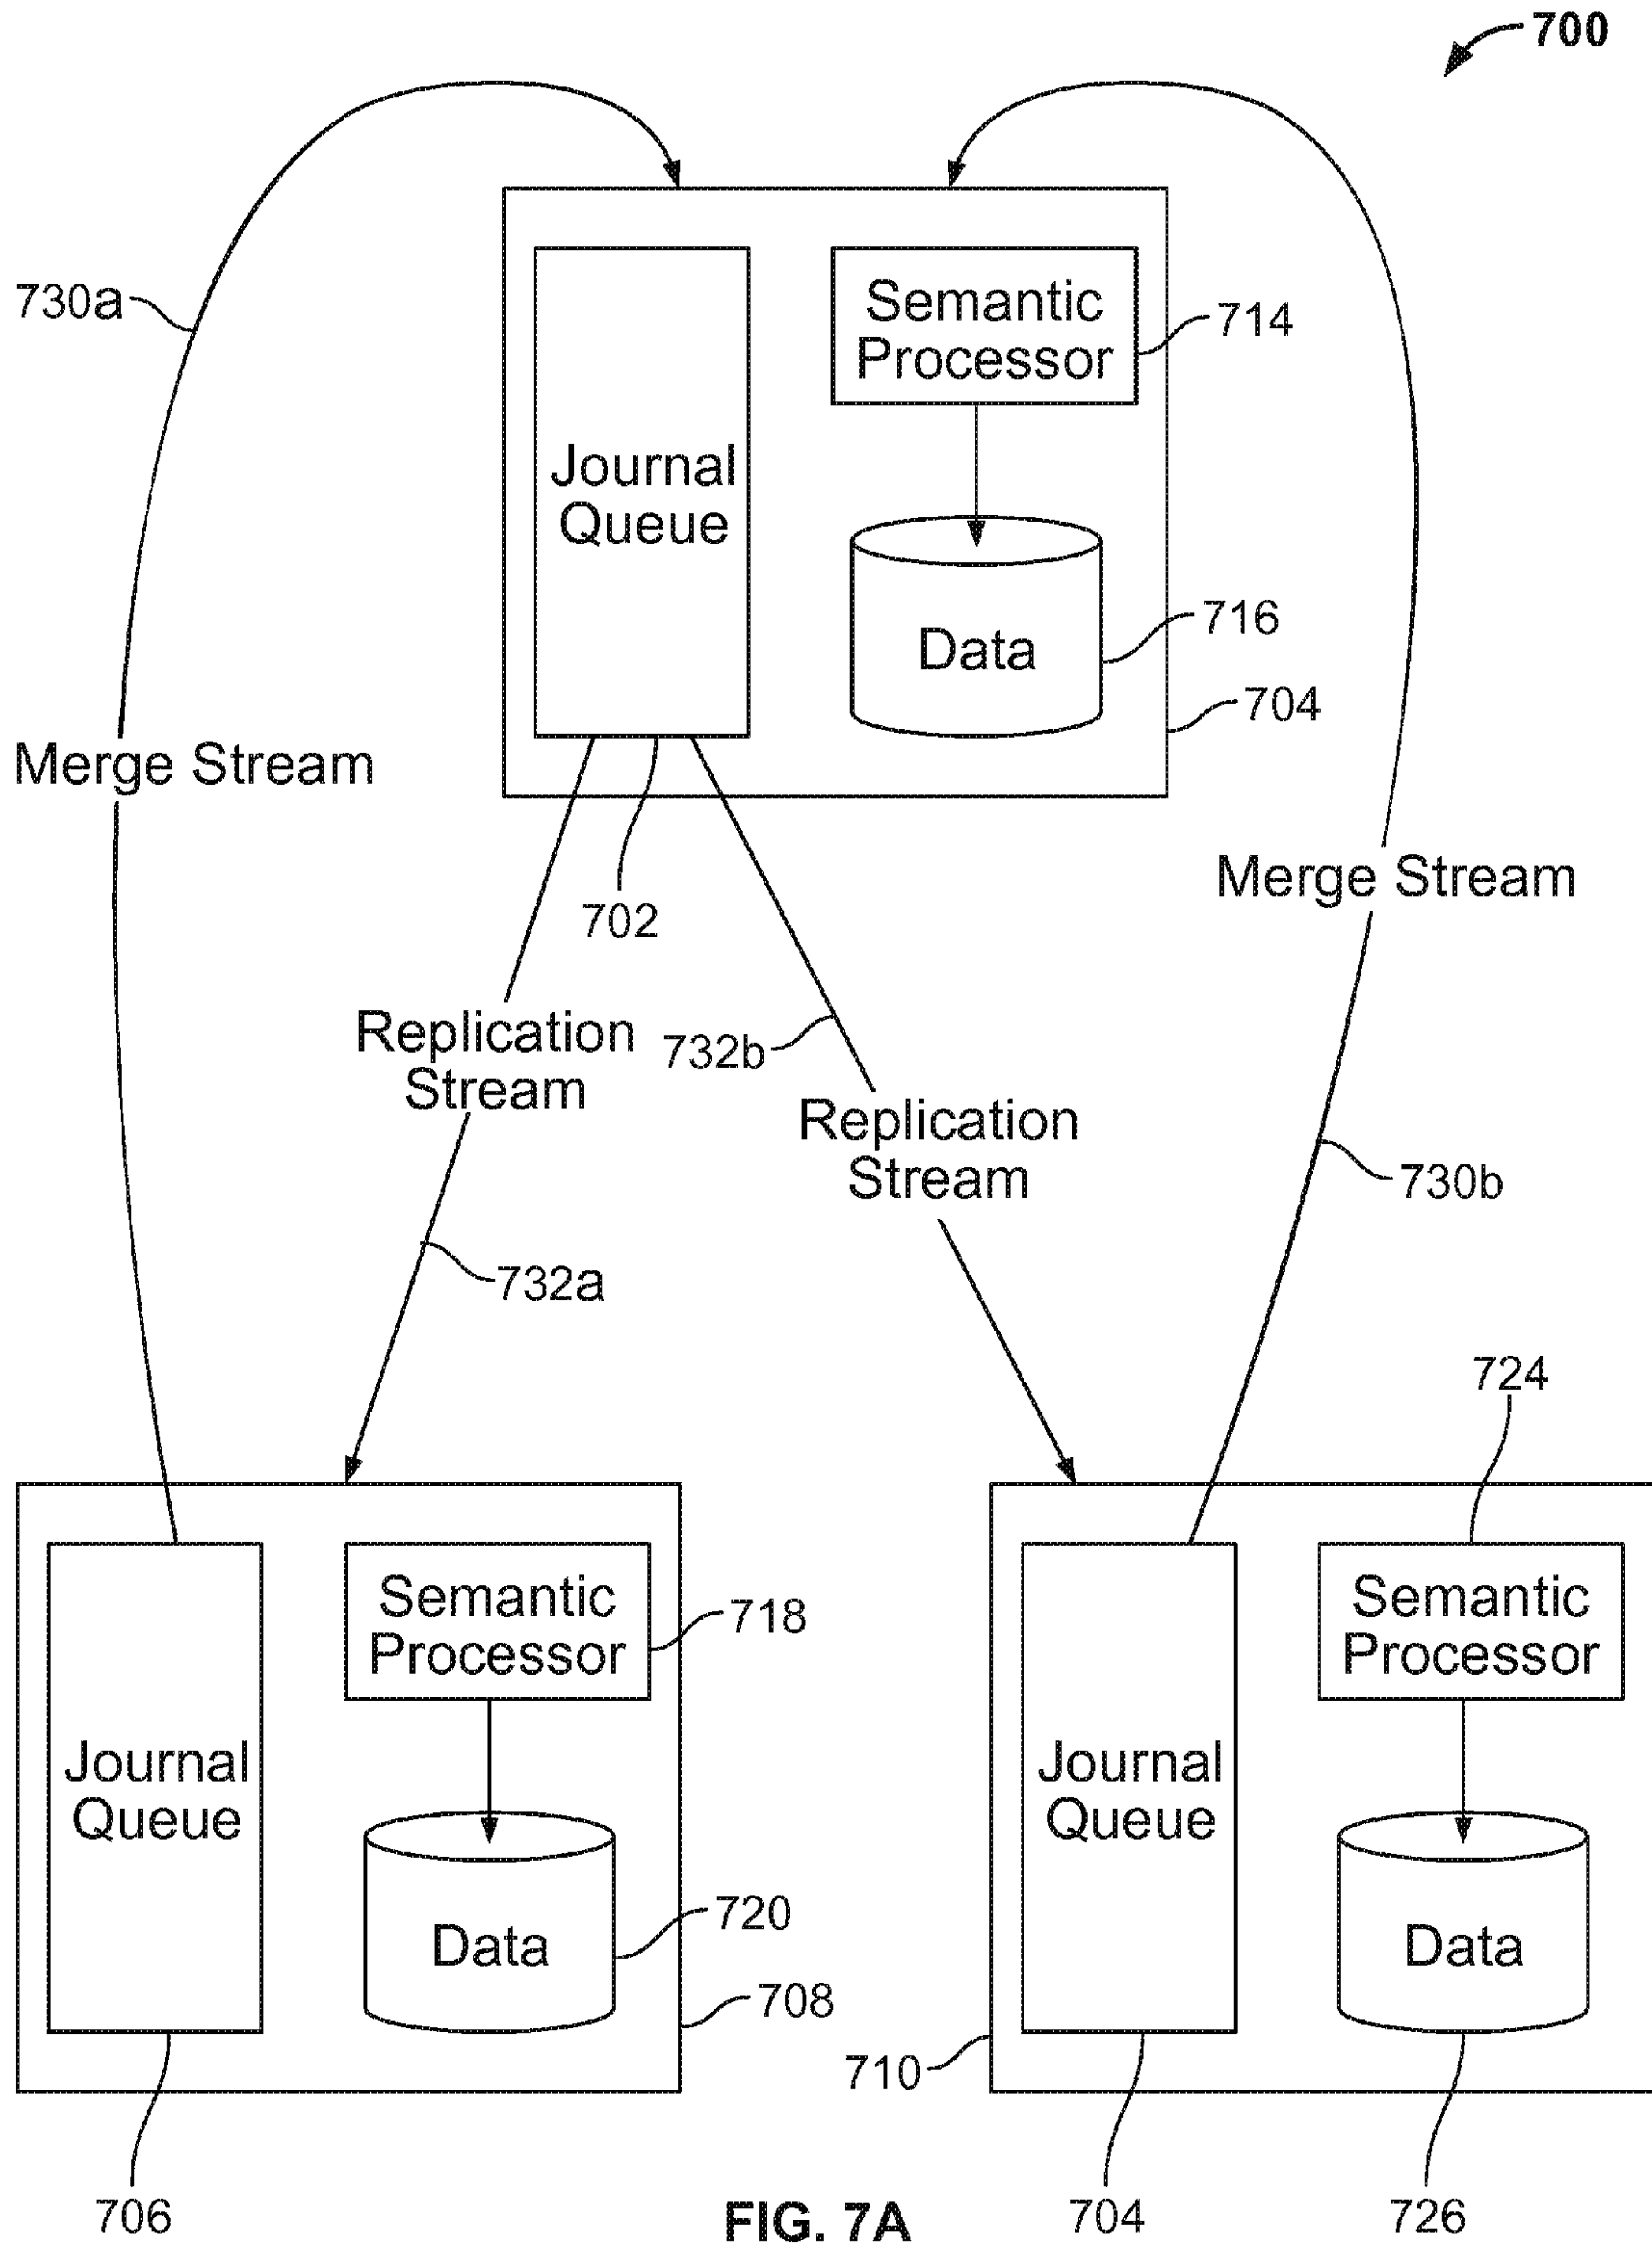 700
730a
Semantic
Processor
714
Journal
Queue
Data
716
704
Merge Stream
Merge Stream
702
Replication
Stream
732b
Replication
Stream
730b
732a
724
Semantic
Processor
718
Journal
Queue
Data
720
708
706
Semantic
Processor
Journal
Queue
Data
710
704
726
FIG. 7A